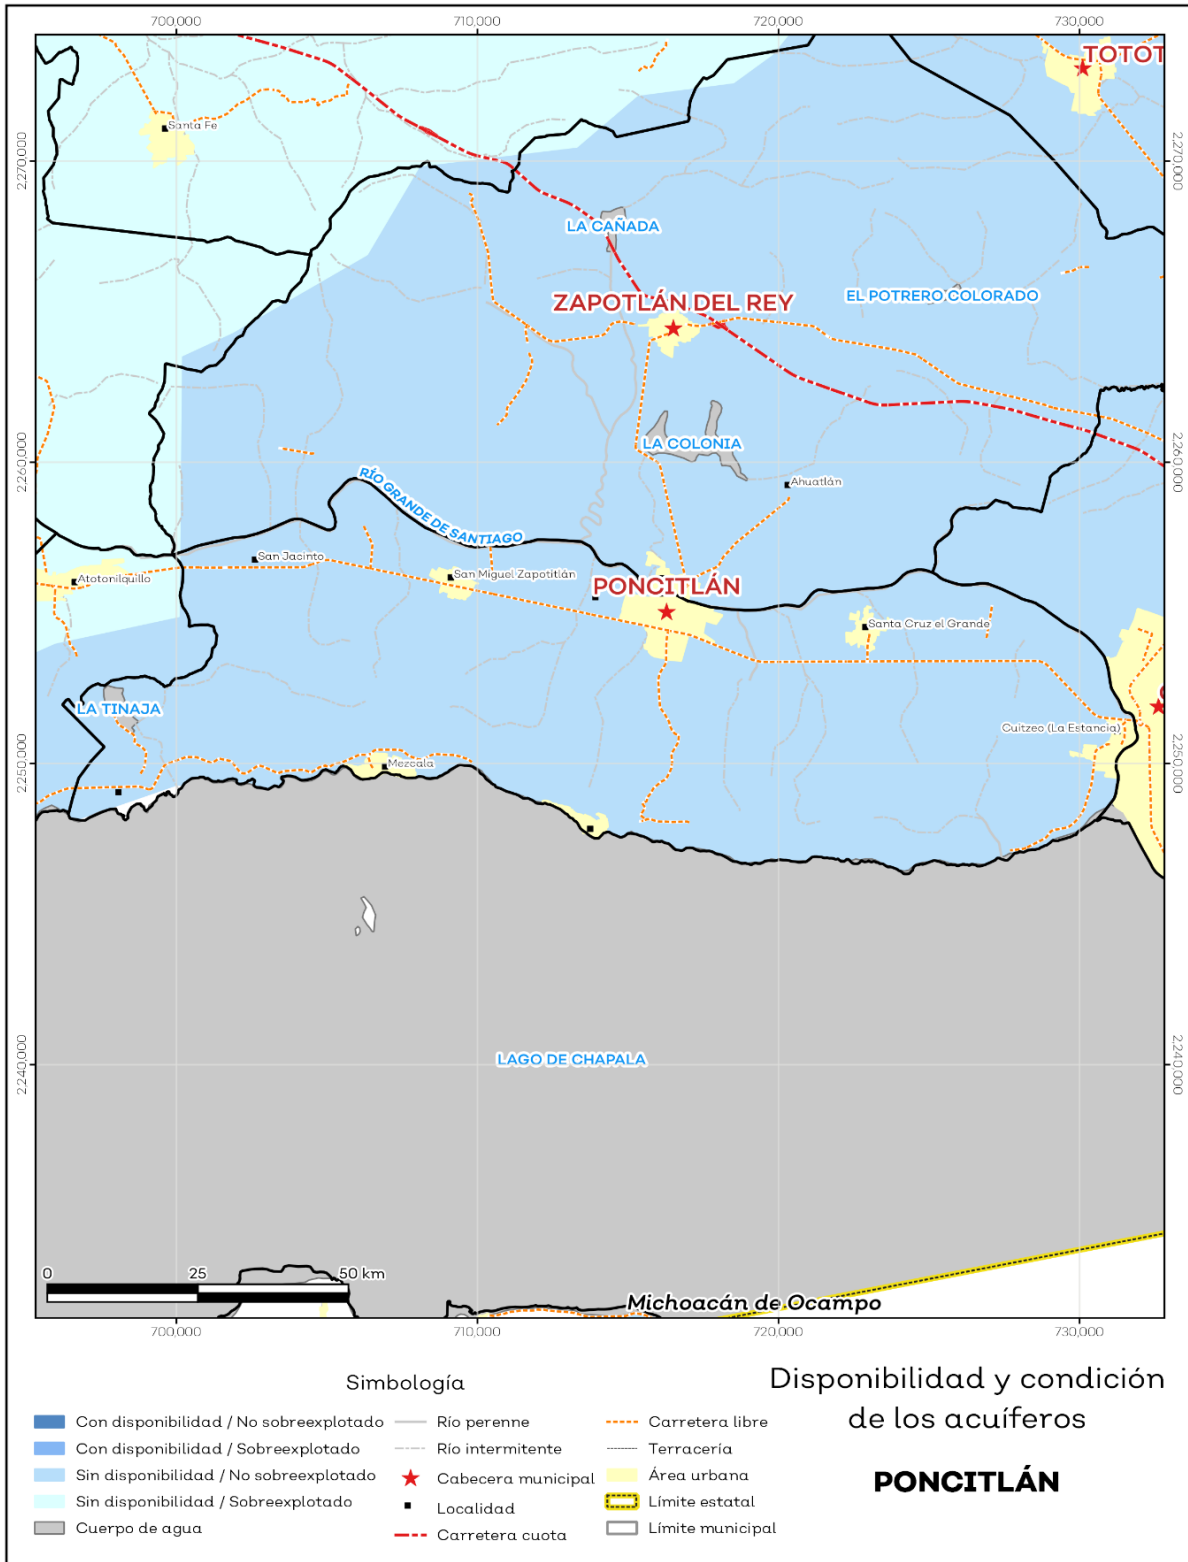 700,000
710,000
720,000
730,000
TOTOT
Santa Fe
2,270,000
2,270,000
LA CAÑADA
EL POTRERO COLORADO
ZAPOTLÁN DEL REY
LA COLONIA
2,260,000
2,260,000
RÍO GRANDE DE SANTIAGO
Ahuatlán
San Jacinto
Atotonilquillo
San Miguel Zapotitlán
PONCITLÁN
Santa Cruz el Grande
LA TINAJA
Cuitzeo (La Estancia)
Mezcala
2,250,000
2,250,000
LAGO DE CHAPALA
2,240,000
2,240,000
0 25 50 km
Michoacán de Ocampo
700,000
710,000
720,000
730,000
Simbología
Con disponibilidad / No sobreexplotado
Con disponibilidad / Sobreexplotado
Sin disponibilidad / No sobreexplotado
Sin disponibilidad / Sobreexplotado
Cuerpo de agua
Río perenne
Río intermitente
Cabecera municipal
Localidad
Carretera cuota
Carretera libre
Terracería
Área urbana
Límite estatal
Límite municipal
Disponibilidad y condición
de los acuíferos
PONCITLÁN